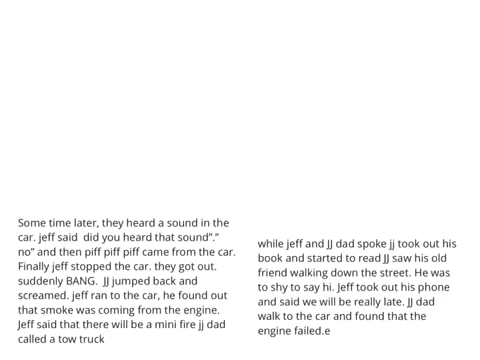 Some time later, they heard a sound in the
car. jeff said  did you heard that sound"."
no” and then piff piff piff came from the car.
Finally jeff stopped the car. they got out.
suddenly BANG.  JJ jumped back and
screamed. jeff ran to the car, he found out
that smoke was coming from the engine.
Jeff said that there will be a mini fire jj dad
called a tow truck
while jeff and JJ dad spoke jj took out his
book and started to read JJ saw his old
friend walking down the street. He was
to shy to say hi. Jeff took out his phone
and said we will be really late. JJ dad
walk to the car and found that the
engine failed.e